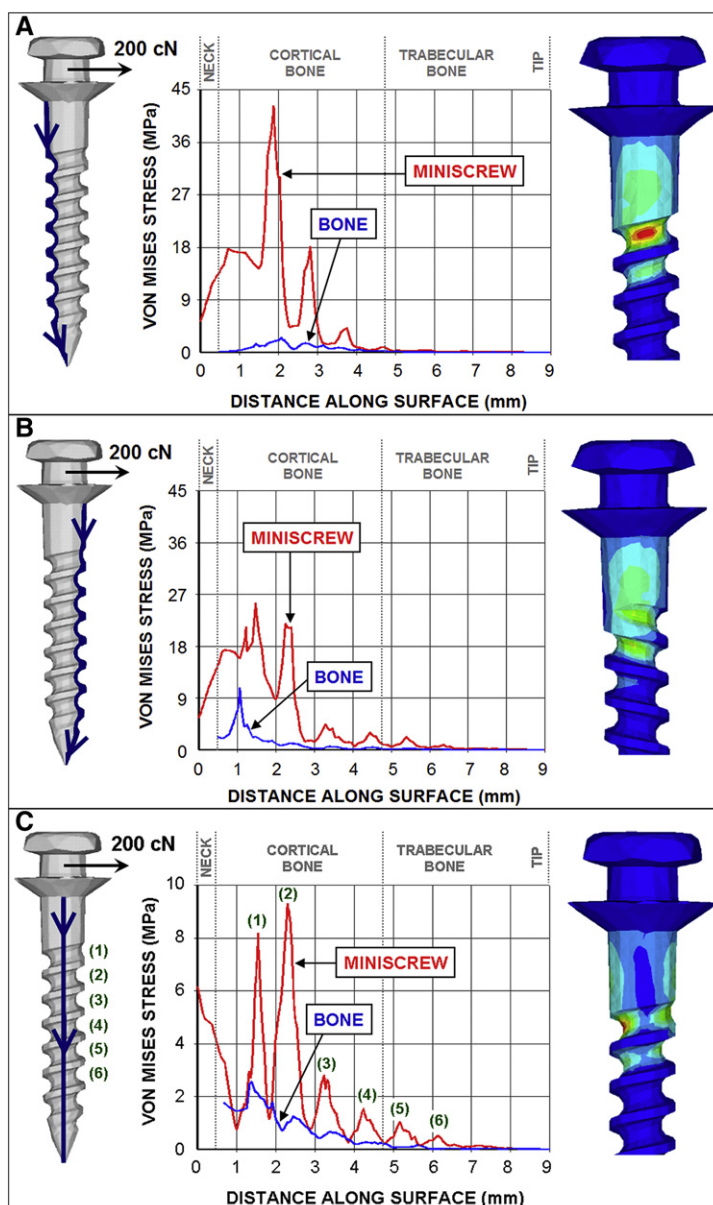 A
200 cN
NECK
CORTICAL
BONE
TRABECULAR
BONE
TIP
VON MISES STRESS (MPa)
45
36
27
18
9
0
MINISCREW
BONE
0 1 2 3 4 5 6 7 8 9
DISTANCE ALONG SURFACE (mm)
B
200 cN
NECK
CORTICAL
BONE
TRABECULAR
BONE
TIP
VON MISES STRESS (MPa)
45
36
27
18
9
0
MINISCREW
BONE
0 1 2 3 4 5 6 7 8 9
DISTANCE ALONG SURFACE (mm)
C
200 cN
(1)
(2)
(3)
(4)
(5)
(6)
NECK
CORTICAL
BONE
TRABECULAR
BONE
TIP
VON MISES STRESS (MPa)
10
8
6
4
2
0
(1)
(2)
MINISCREW
BONE
(3)
(4)
(5)
(6)
0 1 2 3 4 5 6 7 8 9
DISTANCE ALONG SURFACE (mm)